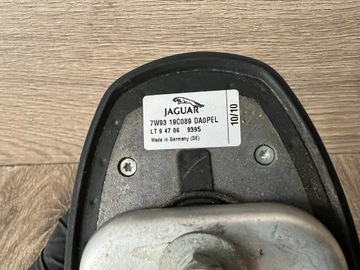 JAGUAR
7W93 19C089 DA0PEL
LT 9 47 06 9395
Made in Germany (DE)
10/10